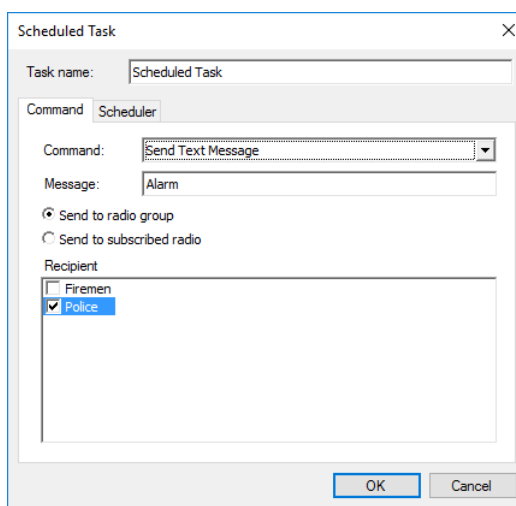 Scheduled Task
Task name: Scheduled Task
Command Scheduler
Command: Send Text Message
Message: Alarm
Send to radio group
Send to subscribed radio
Recipient
Firemen
Police
OK Cancel